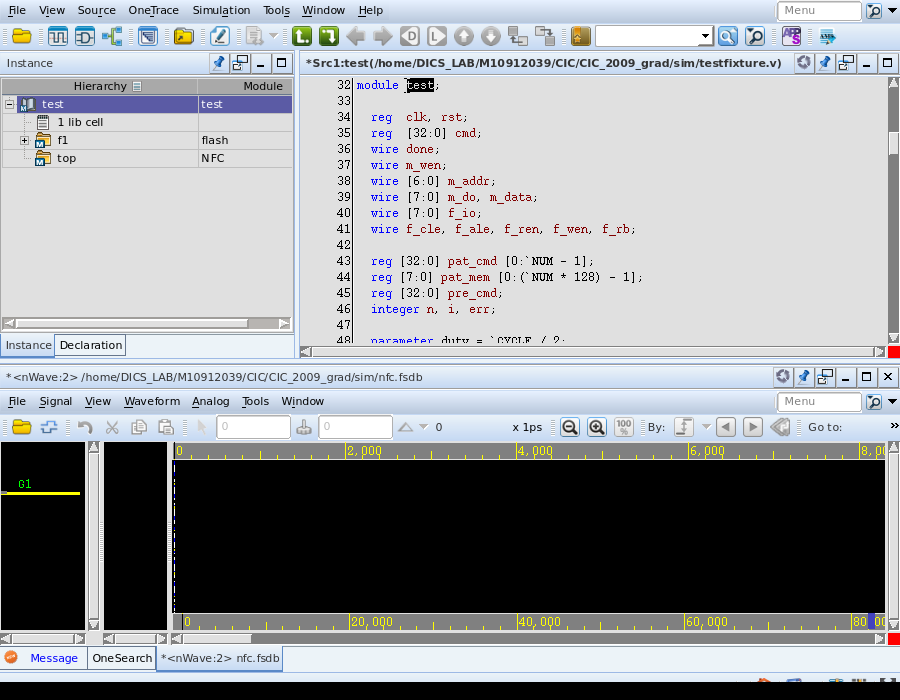 File View Source OneTrace Simulation Tools Window Help Menu
Instance
*Src1:test(/home/DICS_LAB/M10912039/CIC/CIC_2009_grad/sim/testfixture.v)
Hierarchy Module
test test
1 lib cell
f1 flash
top NFC
Instance Declaration
32 module test;
33
34 reg clk, rst;
35 reg [32:0] cmd;
36 wire done;
37 wire m_wen;
38 wire [6:0] m_addr;
39 wire [7:0] m_do, m_data;
40 wire [7:0] f_io;
41 wire f_cle, f_ale, f_ren, f_wen, f_rb;
42
43 reg [32:0] pat_cmd [0:`NUM - 1];
44 reg [7:0] pat_mem [0:(`NUM * 128) - 1];
45 reg [32:0] pre_cmd;
46 integer n, i, err;
47
48 parameter duty = `CYCLE / 2;
*<nWave:2> /home/DICS_LAB/M10912039/CIC/CIC_2009_grad/sim/nfc.fsdb
File Signal View Waveform Analog Tools Window Menu
0 0 0 x 1ps 100 % By: Go to: »
0 2,000 4,000 6,000 8,0
G1
0 20,000 40,000 60,000 80
Message OneSearch *<nWave:2> nfc.fsdb